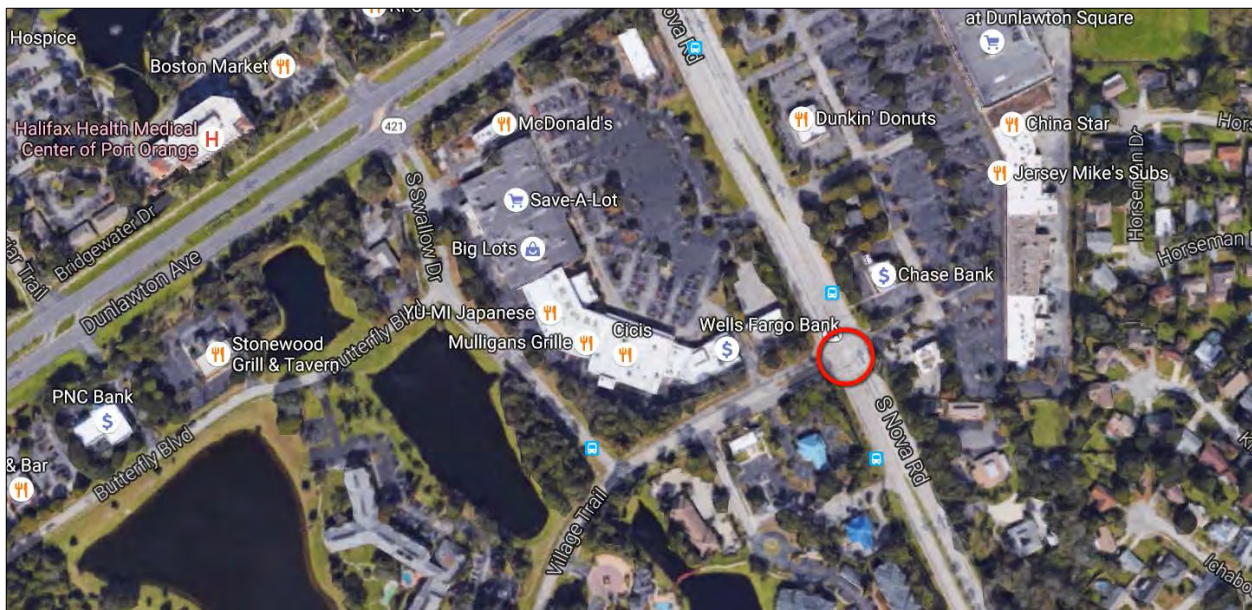 KFC
Hospice
Boston Market
Halifax Health Medical
Center of Port Orange
H
421
McDonald's
Nova Rd
at Dunlawton Square
Dunkin' Donuts
China Star
Jersey Mike's Subs
Horseman Dr
Save-A-Lot
Big Lots
S Swallow Dr
Bridgewater Dr
Dunlawton Ave
Trail
Chase Bank
$
YU-MI Japanese
Mulligans Grille
Cicis
Wells Fargo Bank
$
Butterfly Blvd
Stonewood
Grill & Tavern
PNC Bank
$
Butterfly Blvd
& Bar
Village Trail
S Nova Rd
Horseman